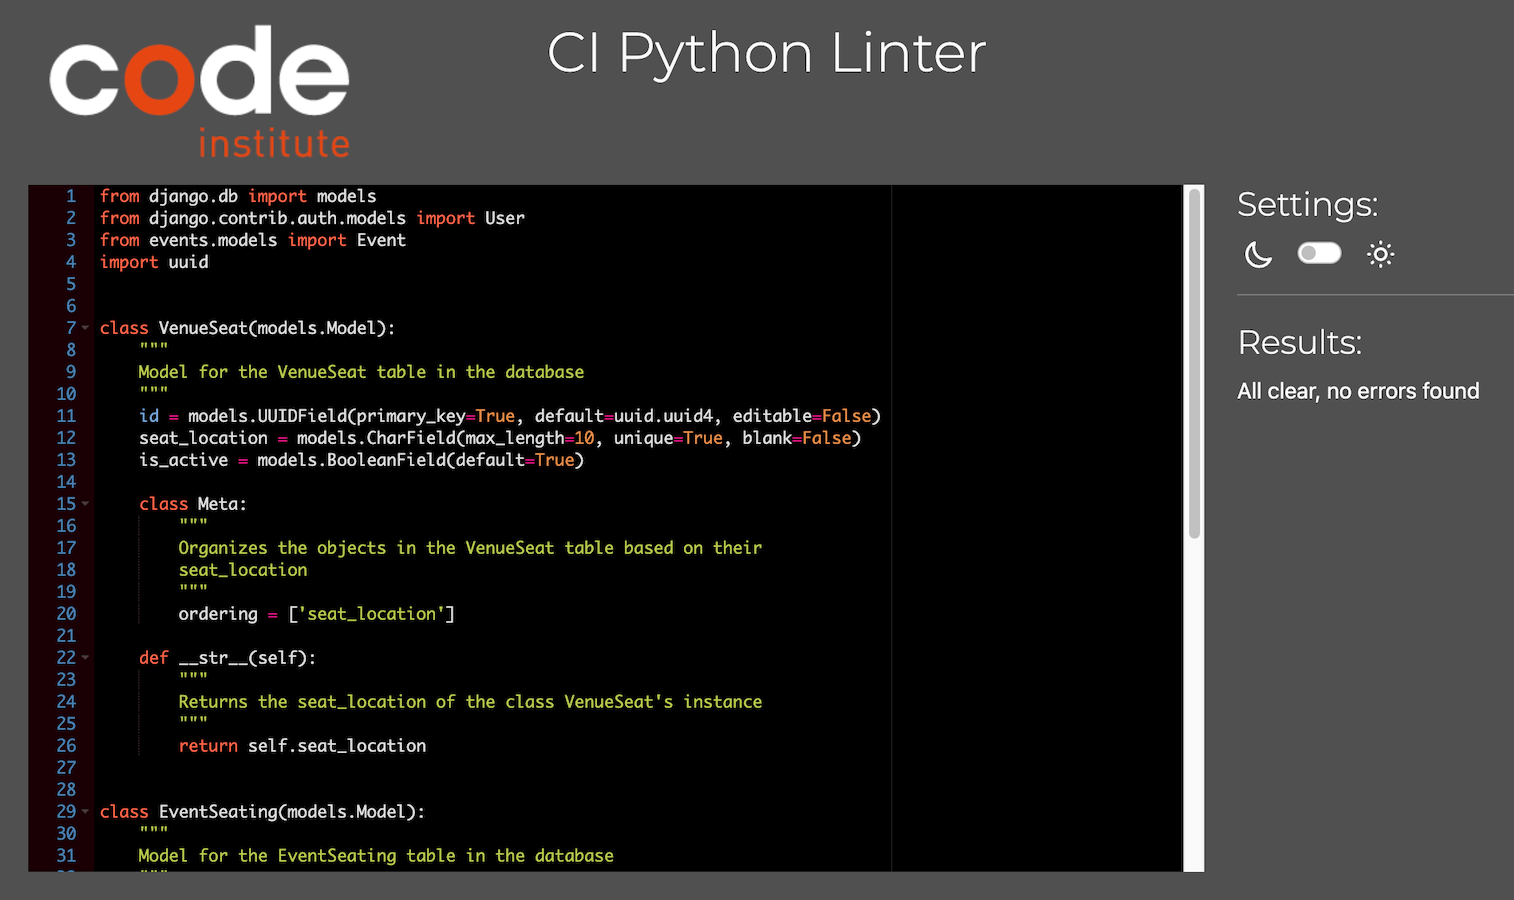 code
institute
CI Python Linter
1 from django.db import models
2 from django.contrib.auth.models import User
3 from events.models import Event
4 import uuid
5
6
7 class VenueSeat(models.Model):
8     """
9     Model for the VenueSeat table in the database
10     """
11     id = models.UUIDField(primary_key=True, default=uuid.uuid4, editable=False)
12     seat_location = models.CharField(max_length=10, unique=True, blank=False)
13     is_active = models.BooleanField(default=True)
14
15     class Meta:
16         """
17         Organizes the objects in the VenueSeat table based on their
18         seat_location
19         """
20         ordering = ['seat_location']
21
22     def __str__(self):
23         """
24         Returns the seat_location of the class VenueSeat's instance
25         """
26         return self.seat_location
27
28
29 class EventSeating(models.Model):
30     """
31     Model for the EventSeating table in the database
Settings:
Results:
All clear, no errors found